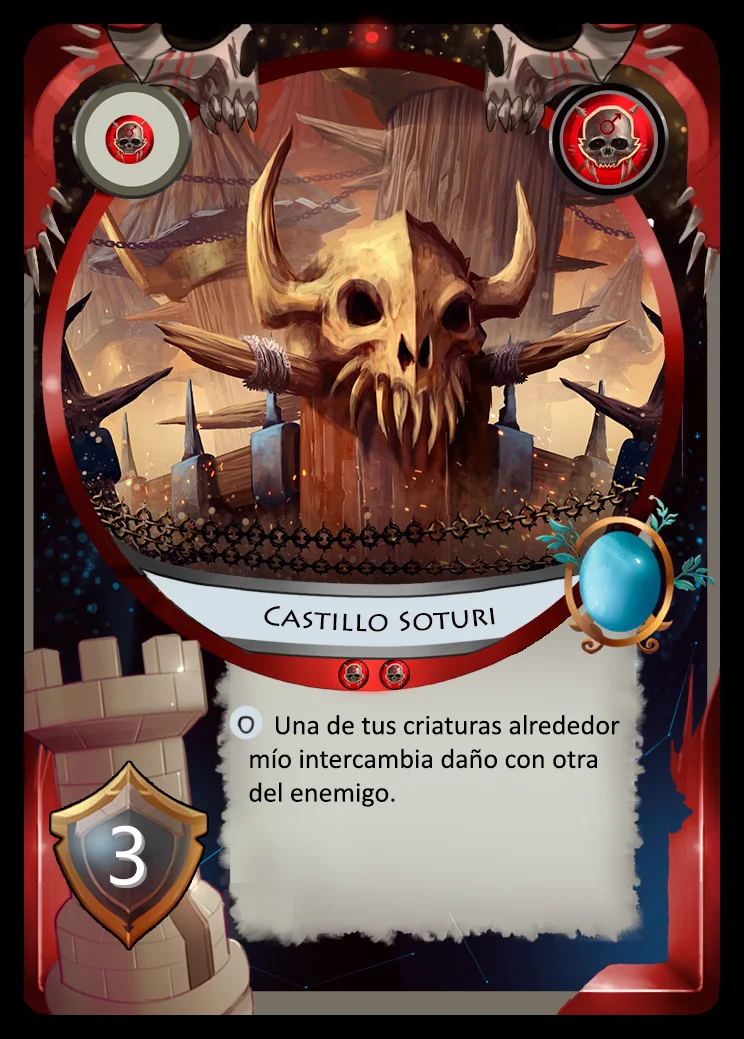 Castillo Soturi
O Una de tus criaturas alrededor
mío intercambia daño con otra
del enemigo.
3